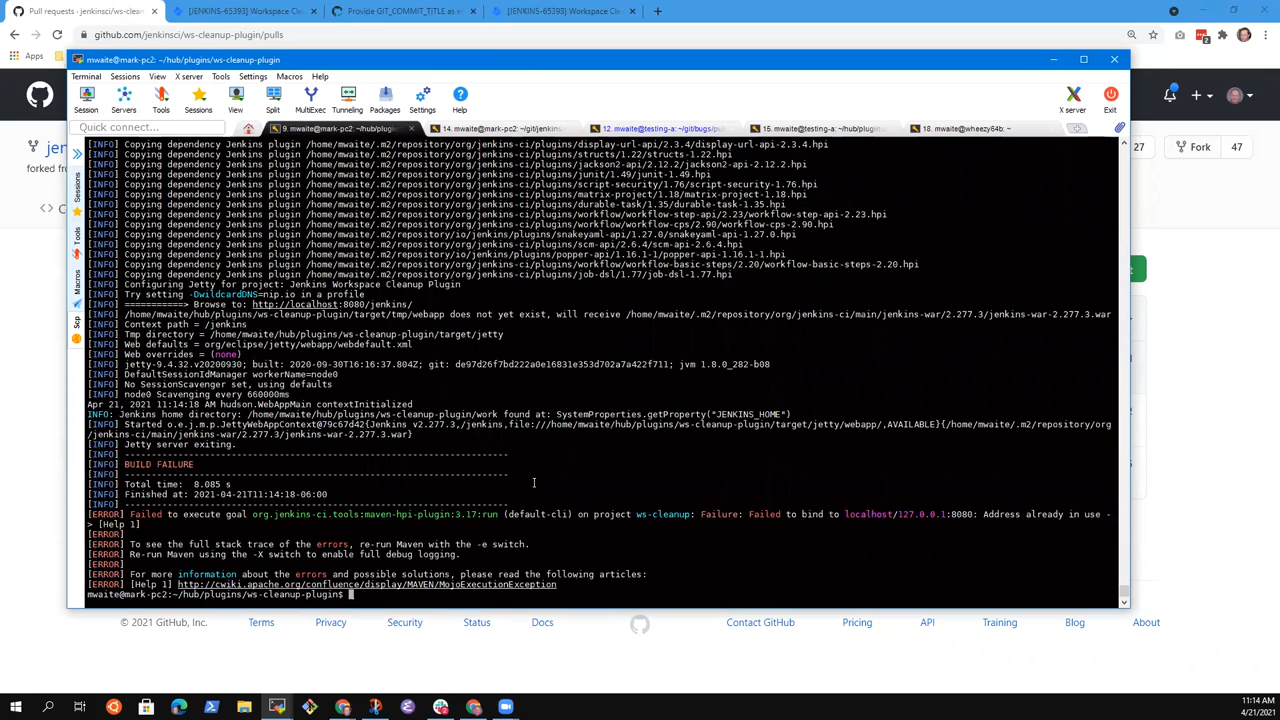 Pull requests · jenkinsci/ws-clean
[JENKINS-65393] Workspace Cle
Provide GIT_COMMIT_TITLE as e
[JENKINS-65393] Workspace Cle
github.com/jenkinsci/ws-cleanup-plugin/pulls
Apps
mwaite@mark-pc2: ~/hub/plugins/ws-cleanup-plugin
Terminal Sessions View X server Tools Settings Macros Help
Session Servers Tools Sessions View Split MultiExec Tunneling Packages Settings Help X server Exit
Quick connect...
9. mwaite@mark-pc2: ~/hub/plugin
14. mwaite@mark-pc2: ~/git/jenkins
12. mwaite@testing-a: ~/git/bugs/pu
15. mwaite@testing-a: ~/hub/plugins
18. mwaite@wheezy64b: ~
jen
forked from
27
Fork
47
Sessions
Tools
Macros
Scp
[INFO] Copying dependency Jenkins plugin /home/mwaite/.m2/repository/org/jenkins-ci/plugins/display-url-api/2.3.4/display-url-api-2.3.4.hpi
[INFO] Copying dependency Jenkins plugin /home/mwaite/.m2/repository/org/jenkins-ci/plugins/structs/1.22/structs-1.22.hpi
[INFO] Copying dependency Jenkins plugin /home/mwaite/.m2/repository/org/jenkins-ci/plugins/jackson2-api/2.12.2/jackson2-api-2.12.2.hpi
[INFO] Copying dependency Jenkins plugin /home/mwaite/.m2/repository/org/jenkins-ci/plugins/junit/1.49/junit-1.49.hpi
[INFO] Copying dependency Jenkins plugin /home/mwaite/.m2/repository/org/jenkins-ci/plugins/script-security/1.76/script-security-1.76.hpi
[INFO] Copying dependency Jenkins plugin /home/mwaite/.m2/repository/org/jenkins-ci/plugins/matrix-project/1.18/matrix-project-1.18.hpi
[INFO] Copying dependency Jenkins plugin /home/mwaite/.m2/repository/org/jenkins-ci/plugins/durable-task/1.35/durable-task-1.35.hpi
[INFO] Copying dependency Jenkins plugin /home/mwaite/.m2/repository/org/jenkins-ci/plugins/workflow/workflow-step-api/2.23/workflow-step-api-2.23.hpi
[INFO] Copying dependency Jenkins plugin /home/mwaite/.m2/repository/org/jenkins-ci/plugins/workflow/workflow-cps/2.90/workflow-cps-2.90.hpi
[INFO] Copying dependency Jenkins plugin /home/mwaite/.m2/repository/io/jenkins/plugins/snakeyaml-api/1.27.0/snakeyaml-api-1.27.0.hpi
[INFO] Copying dependency Jenkins plugin /home/mwaite/.m2/repository/org/jenkins-ci/plugins/scm-api/2.6.4/scm-api-2.6.4.hpi
[INFO] Copying dependency Jenkins plugin /home/mwaite/.m2/repository/io/jenkins/plugins/popper-api/1.16.1-1/popper-api-1.16.1-1.hpi
[INFO] Copying dependency Jenkins plugin /home/mwaite/.m2/repository/org/jenkins-ci/plugins/workflow/workflow-basic-steps/2.20/workflow-basic-steps-2.20.hpi
[INFO] Copying dependency Jenkins plugin /home/mwaite/.m2/repository/org/jenkins-ci/plugins/job-dsl/1.77/job-dsl-1.77.hpi
[INFO] Configuring Jetty for project: Jenkins Workspace Cleanup Plugin
[INFO] Try setting -DwildcardDNS=nip.io in a profile
[INFO] ===========> Browse to: http://localhost:8080/jenkins/
[INFO] /home/mwaite/hub/plugins/ws-cleanup-plugin/target/tmp/webapp does not yet exist, will receive /home/mwaite/.m2/repository/org/jenkins-ci/main/jenkins-war/2.277.3/jenkins-war-2.277.3.war
[INFO] Context path = /jenkins
[INFO] Tmp directory = /home/mwaite/hub/plugins/ws-cleanup-plugin/target/jetty
[INFO] Web defaults = org/eclipse/jetty/webapp/webdefault.xml
[INFO] Web overrides = (none)
[INFO] jetty-9.4.32.v20200930; built: 2020-09-30T16:16:37.804Z; git: de97d26f7bd222a0e16831e353d702a7a422f711; jvm 1.8.0_282-b08
[INFO] DefaultSessionIdManager workerName=node0
[INFO] No SessionScavenger set, using defaults
[INFO] node0 Scavenging every 660000ms
Apr 21, 2021 11:14:18 AM hudson.WebAppMain contextInitialized
INFO: Jenkins home directory: /home/mwaite/hub/plugins/ws-cleanup-plugin/work found at: SystemProperties.getProperty("JENKINS_HOME")
[INFO] Started o.e.j.m.p.JettyWebAppContext@79c67d42{Jenkins v2.277.3,/jenkins,file:///home/mwaite/hub/plugins/ws-cleanup-plugin/target/jetty/webapp/,AVAILABLE}{/home/mwaite/.m2/repository/org
/jenkins-ci/main/jenkins-war/2.277.3/jenkins-war-2.277.3.war}
[INFO] Jetty server exiting.
[INFO] ------------------------------------------------------------------------
[INFO] BUILD FAILURE
[INFO] ------------------------------------------------------------------------
[INFO] Total time:  8.085 s
[INFO] Finished at: 2021-04-21T11:14:18-06:00
[INFO] ------------------------------------------------------------------------
[ERROR] Failed to execute goal org.jenkins-ci.tools:maven-hpi-plugin:3.17:run (default-cli) on project ws-cleanup: Failure: Failed to bind to localhost/127.0.0.1:8080: Address already in use -
> [Help 1]
[ERROR]
[ERROR] To see the full stack trace of the errors, re-run Maven with the -e switch.
[ERROR] Re-run Maven using the -X switch to enable full debug logging.
[ERROR]
[ERROR] For more information about the errors and possible solutions, please read the following articles:
[ERROR] [Help 1] http://cwiki.apache.org/confluence/display/MAVEN/MojoExecutionException
mwaite@mark-pc2:~/hub/plugins/ws-cleanup-plugin$
© 2021 GitHub, Inc. Terms Privacy Security Status Docs Contact GitHub Pricing API Training Blog About
11:14 AM
4/21/2021